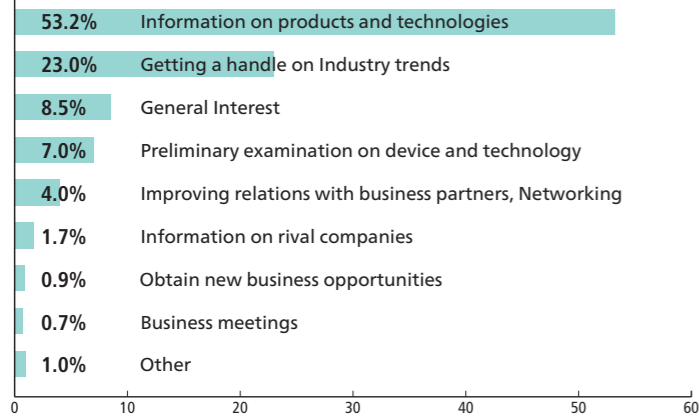 53.2% Information on products and technologies
23.0% Getting a handle on Industry trends
8.5% General Interest
7.0% Preliminary examination on device and technology
4.0% Improving relations with business partners, Networking
1.7% Information on rival companies
0.9% Obtain new business opportunities
0.7% Business meetings
1.0% Other
0 10 20 30 40 50 60